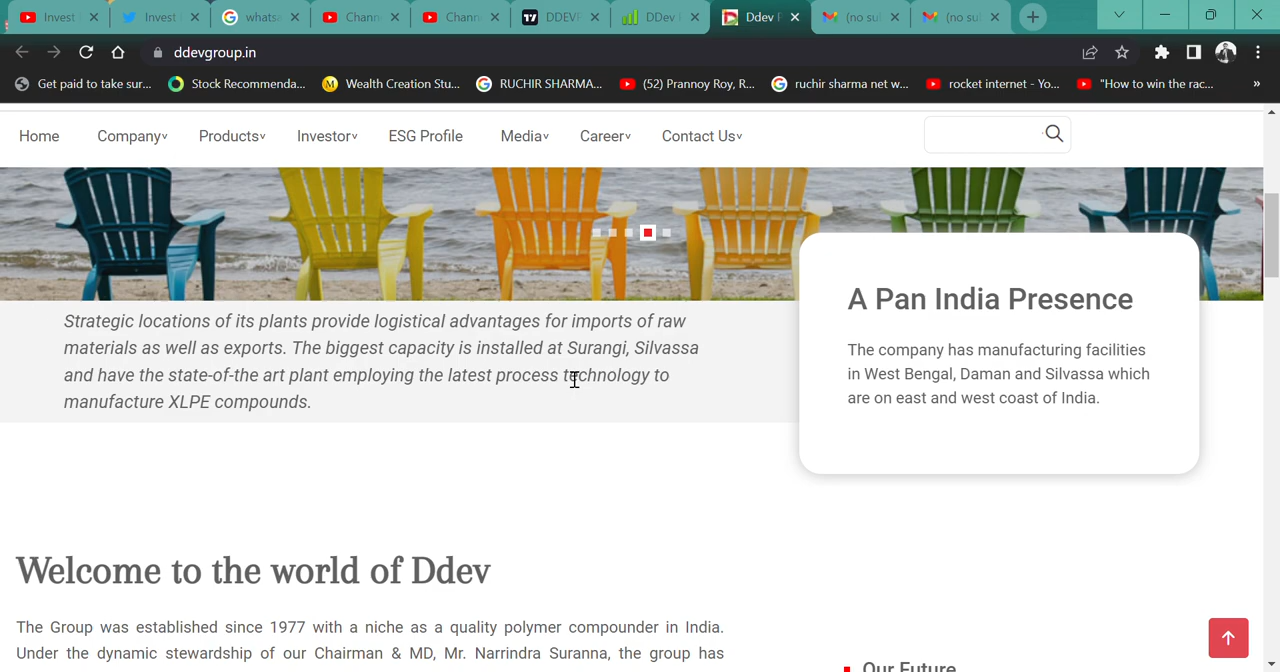 Invest
Invest
whats
Chann
Chann
DDEVP
DDev
Ddev P
(no su
(no su
ddevgroup.in
Get paid to take sur...
Stock Recommenda...
Wealth Creation Stu...
RUCHIR SHARMA...
(52) Prannoy Roy, R...
ruchir sharma net w...
rocket internet - Yo...
"How to win the rac...
»
Home
Company
Products
Investor
ESG Profile
Media
Career
Contact Us
Strategic locations of its plants provide logistical advantages for imports of raw
materials as well as exports. The biggest capacity is installed at Surangi, Silvassa
and have the state-of-the art plant employing the latest process technology to
manufacture XLPE compounds.
A Pan India Presence
The company has manufacturing facilities
in West Bengal, Daman and Silvassa which
are on east and west coast of India.
Welcome to the world of Ddev
The Group was established since 1977 with a niche as a quality polymer compounder in India.
Under the dynamic stewardship of our Chairman & MD, Mr. Narrindra Suranna, the group has
Our Future